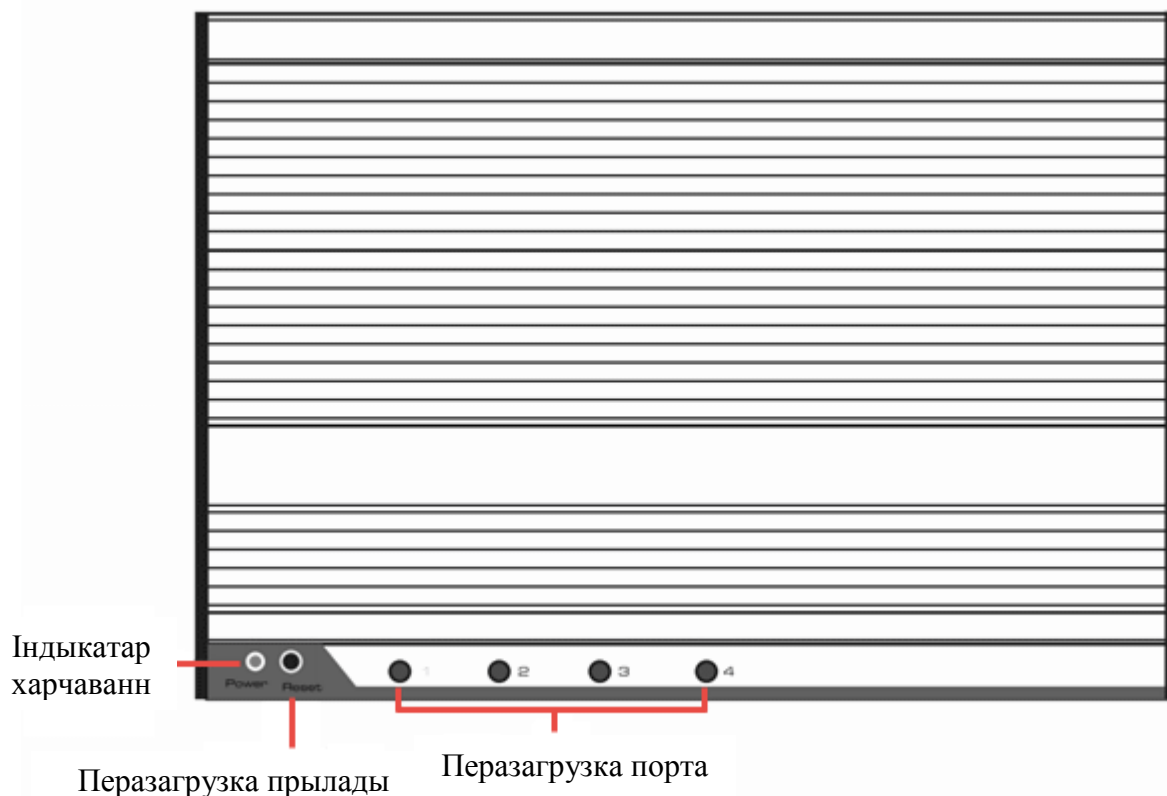 Індыкатар
харчаванн
Power
Reset
1
2
3
4
Перазагрузка прылады
Перазагрузка порта